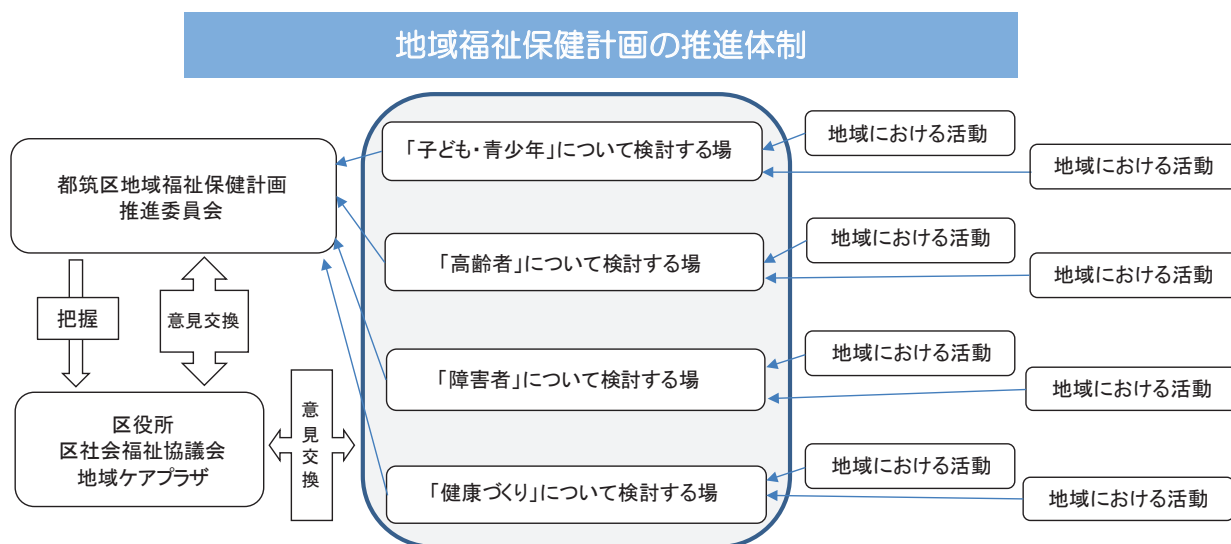 地域福祉保健計画の推進体制
都筑区地域福祉保健計画
推進委員会
把握
意見交換
区役所
区社会福祉協議会
地域ケアプラザ
意見交換
「子ども・青少年」について検討する場
「高齢者」について検討する場
「障害者」について検討する場
「健康づくり」について検討する場
地域における活動
地域における活動
地域における活動
地域における活動
地域における活動
地域における活動
地域における活動
地域における活動